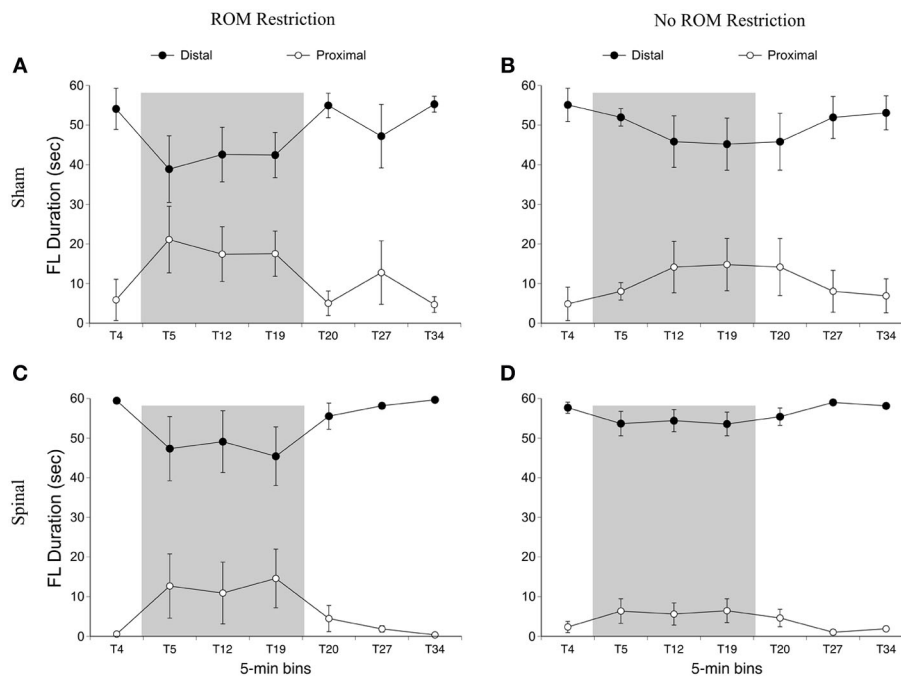 ROM Restriction
No ROM Restriction
A
Distal
Proximal
Sham
FL Duration (sec)
60
50
40
30
20
10
0
T4 T5 T12 T19 T20 T27 T34
B
Distal
Proximal
60
50
40
30
20
10
0
T4 T5 T12 T19 T20 T27 T34
C
Spinal
FL Duration (sec)
60
50
40
30
20
10
0
T4 T5 T12 T19 T20 T27 T34
5-min bins
D
60
50
40
30
20
10
0
T4 T5 T12 T19 T20 T27 T34
5-min bins